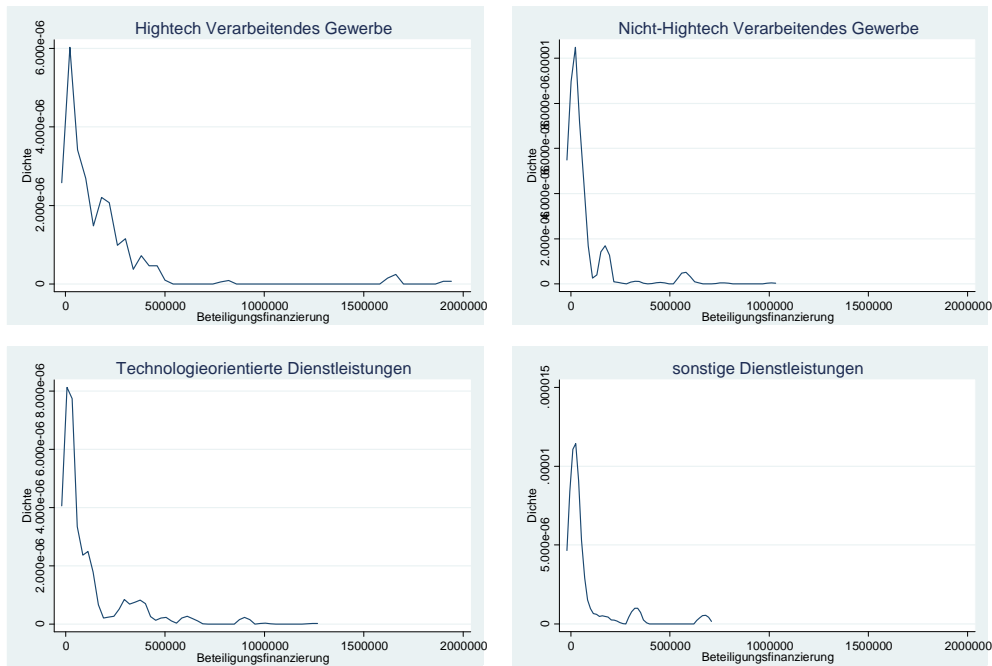 Hightech Verarbeitendes Gewerbe
Dichte
0
2.000e-06
4.000e-06
6.000e-06
0 500000 1000000 1500000 2000000
Beteiligungsfinanzierung
Nicht-Hightech Verarbeitendes Gewerbe
Dichte
0
2.000e-06
.00001
0 500000 1000000 1500000 2000000
Beteiligungsfinanzierung
Technologieorientierte Dienstleistungen
Dichte
0
2.000e-06
4.000e-06
6.000e-06
8.000e-06
0 500000 1000000 1500000 2000000
Beteiligungsfinanzierung
sonstige Dienstleistungen
Dichte
0
5.000e-06
.00001
.000015
0 500000 1000000 1500000 2000000
Beteiligungsfinanzierung